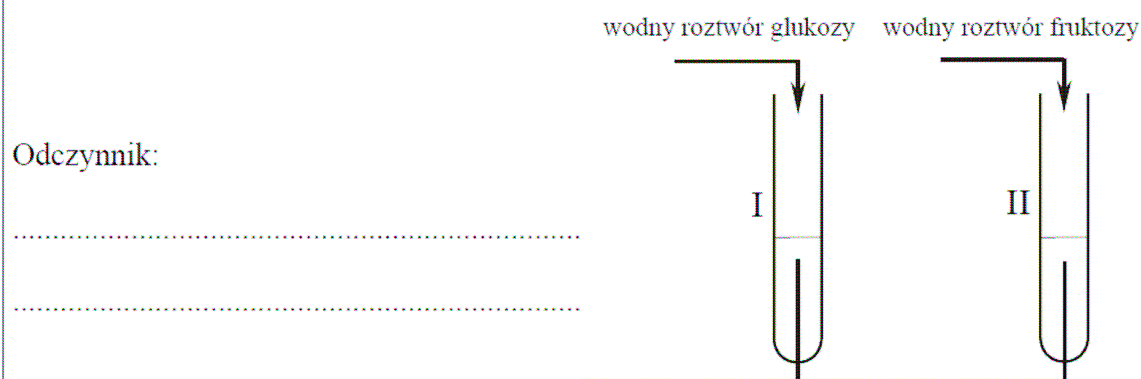 wodny roztwór glukozy wodny roztwór fruktozy
Odczynnik:
I II
........................................................................
........................................................................